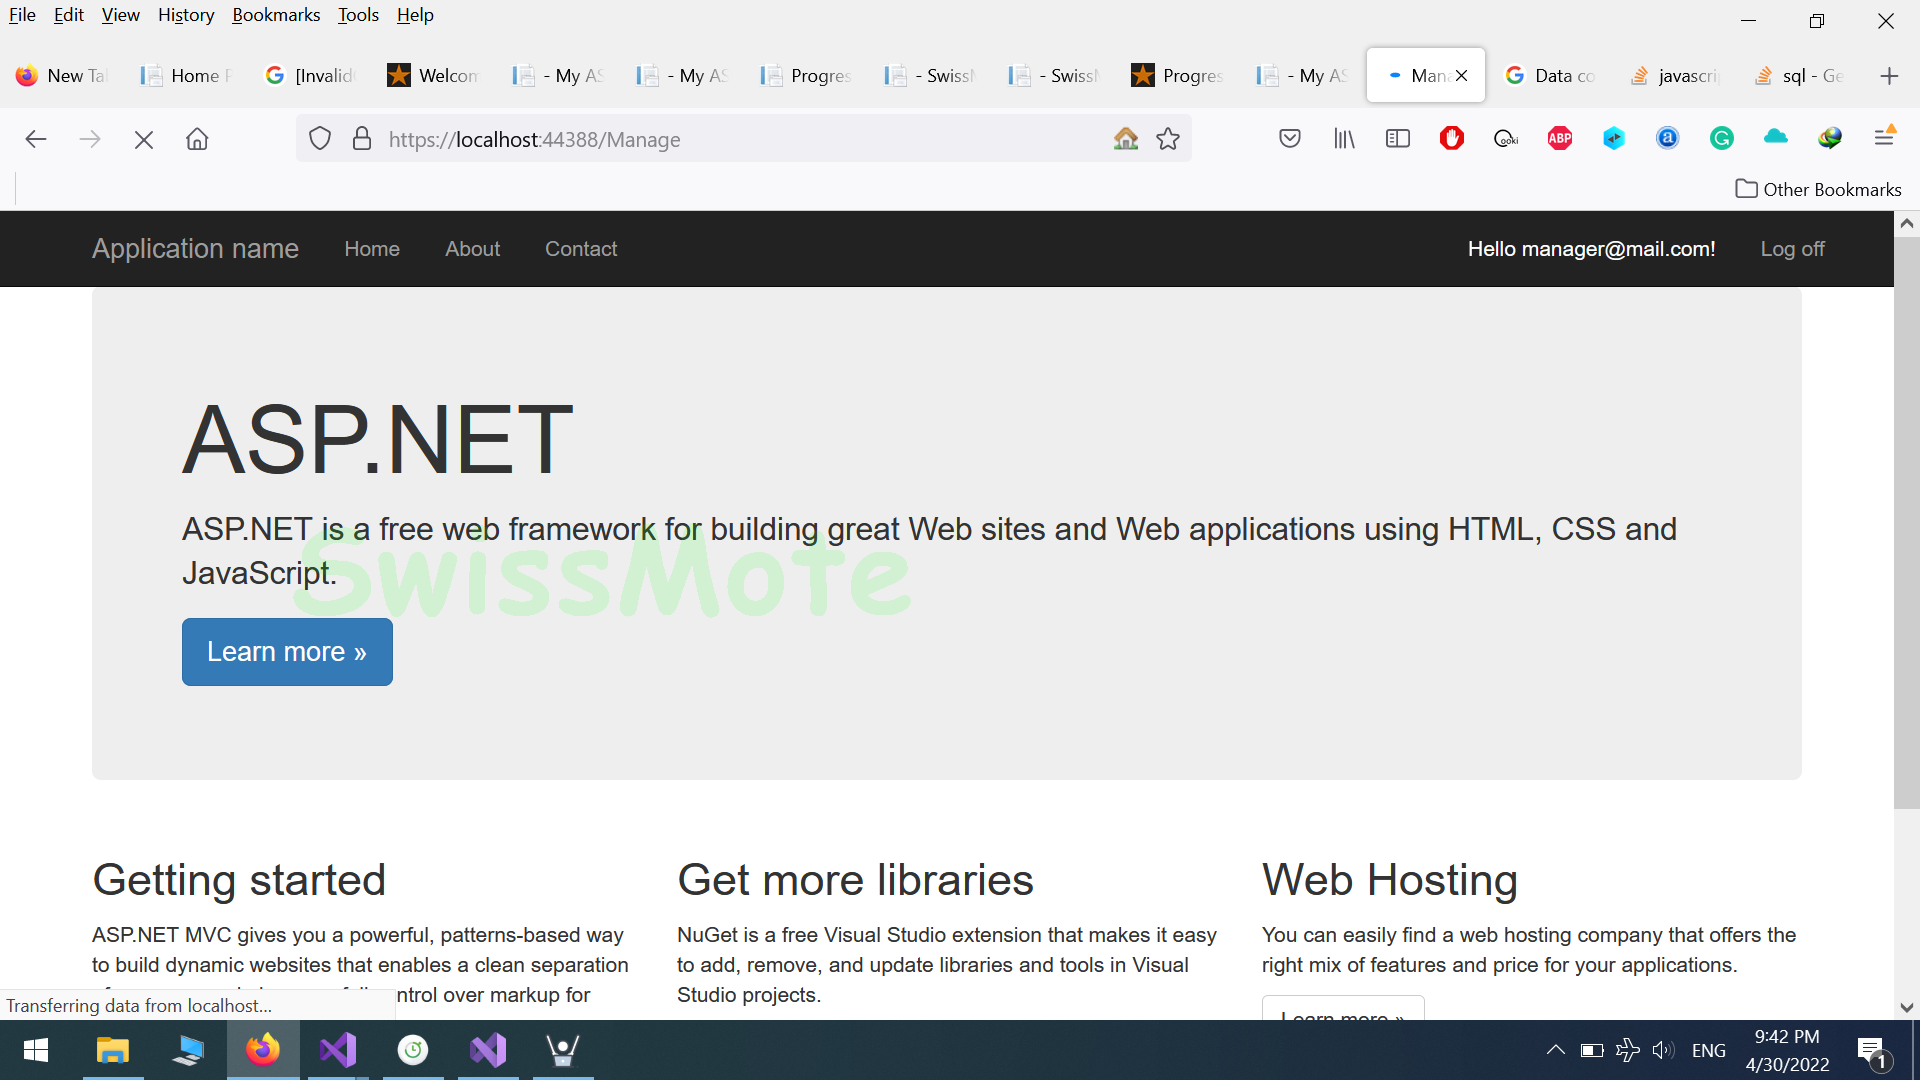 File Edit View History Bookmarks Tools Help
New Ta Home P [Invalid Welcom - My AS - My AS Progres - SwissM - SwissM Progres - My AS Mana Data co javascri sql - Ge
https://localhost:44388/Manage
ooki ABP a G
Other Bookmarks
Application name Home About Contact Hello manager@mail.com! Log off
ASP.NET
ASP.NET is a free web framework for building great Web sites and Web applications using HTML, CSS and
JavaScript.
SwissMote
Learn more »
Getting started
ASP.NET MVC gives you a powerful, patterns-based way
to build dynamic websites that enables a clean separation
ntrol over markup for
Get more libraries
NuGet is a free Visual Studio extension that makes it easy
to add, remove, and update libraries and tools in Visual
Studio projects.
Web Hosting
You can easily find a web hosting company that offers the
right mix of features and price for your applications.
Learn more »
Transferring data from localhost...
ENG
9:42 PM
4/30/2022
1